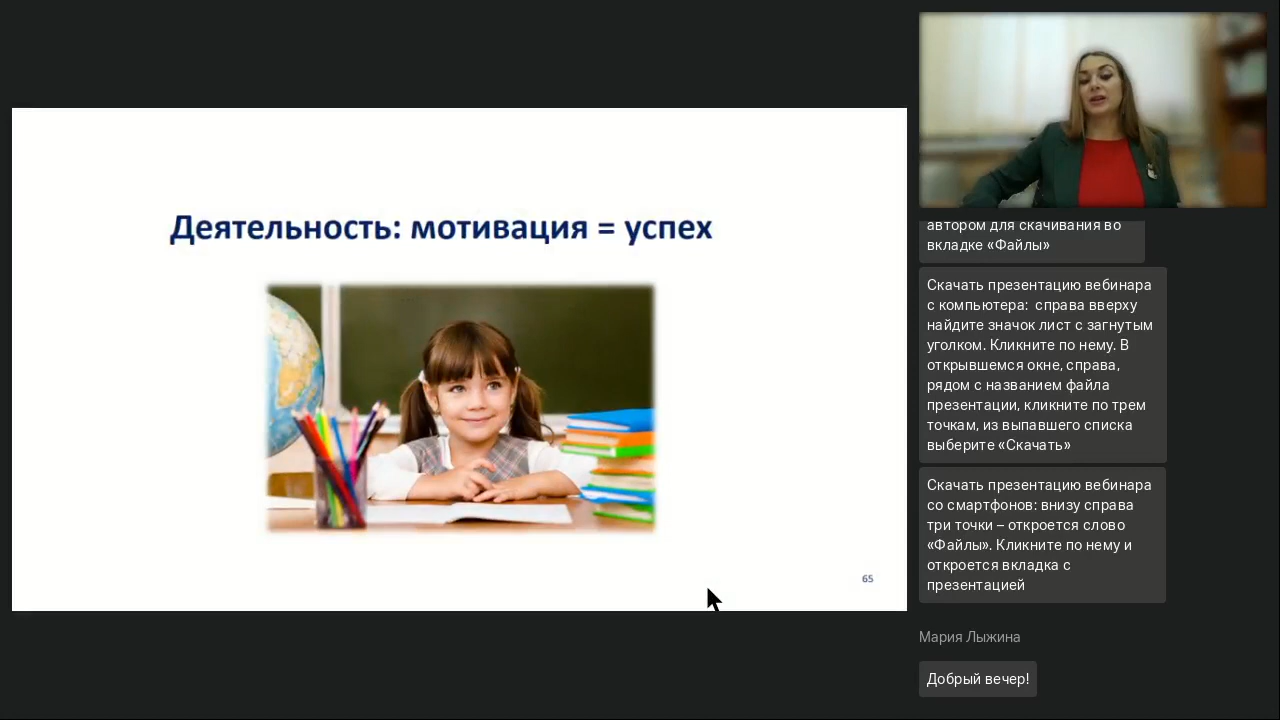 Деятельность: мотивация = успех
65
автором для скачивания во
вкладке «Файлы»
Скачать презентацию вебинара
с компьютера:  справа вверху
найдите значок лист с загнутым
уголком. Кликните по нему. В
открывшемся окне, справа,
рядом с названием файла
презентации, кликните по трем
точкам, из выпавшего списка
выберите «Скачать»
Скачать презентацию вебинара
со смартфонов: внизу справа
три точки – откроется слово
«Файлы». Кликните по нему и
откроется вкладка с
презентацией
Мария Лыжина
Добрый вечер!